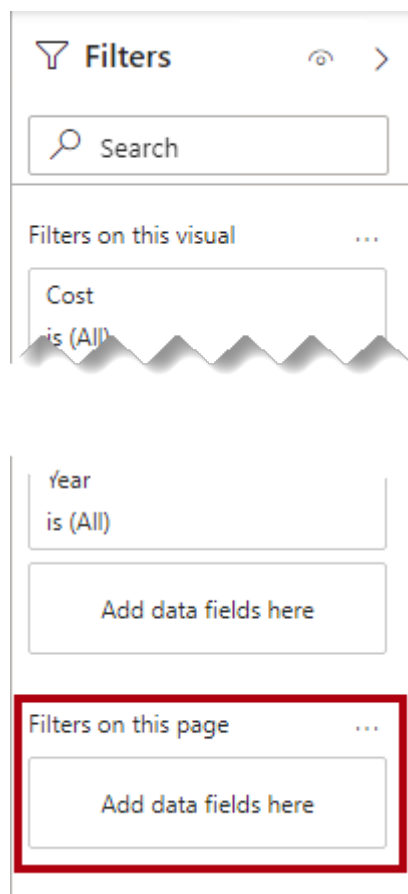 Filters
Search
Filters on this visual
Cost
is (All)
Year
is (All)
Add data fields here
Filters on this page
Add data fields here